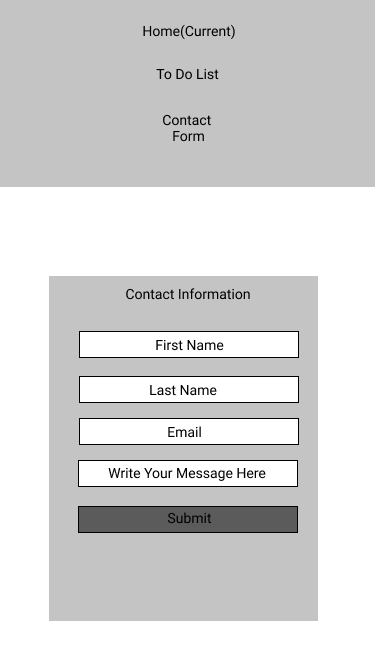 Home(Current)
To Do List
Contact
Form
Contact Information
First Name
Last Name
Email
Write Your Message Here
Submit